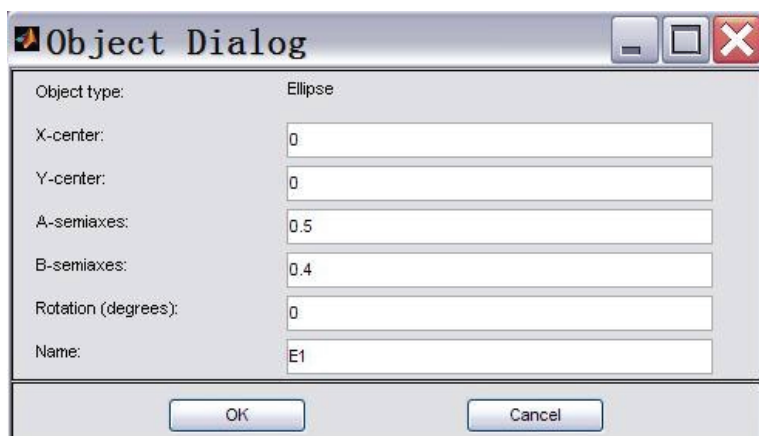 Object Dialog
Object type: Ellipse
X-center: 0
Y-center: 0
A-semiaxes: 0.5
B-semiaxes: 0.4
Rotation (degrees): 0
Name: E1
OK Cancel